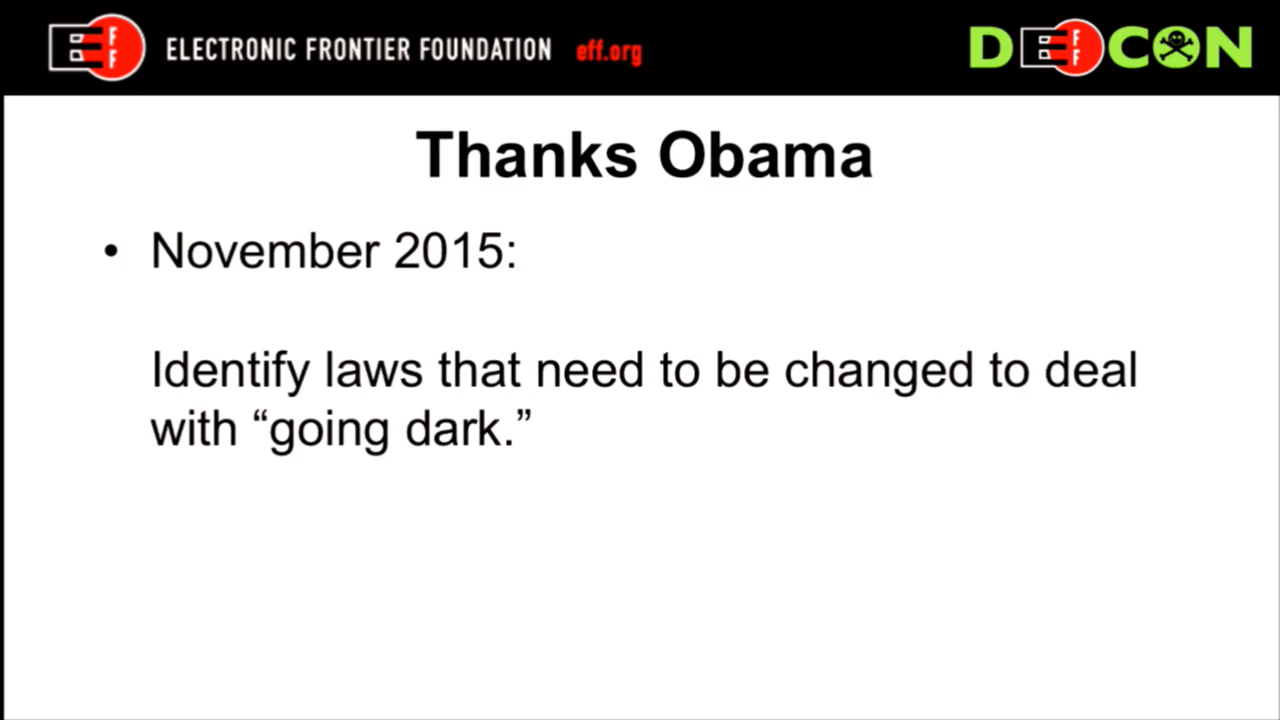 EFF ELECTRONIC FRONTIER FOUNDATION eff.org
DEFCON
Thanks Obama
• November 2015:
Identify laws that need to be changed to deal
with “going dark.”